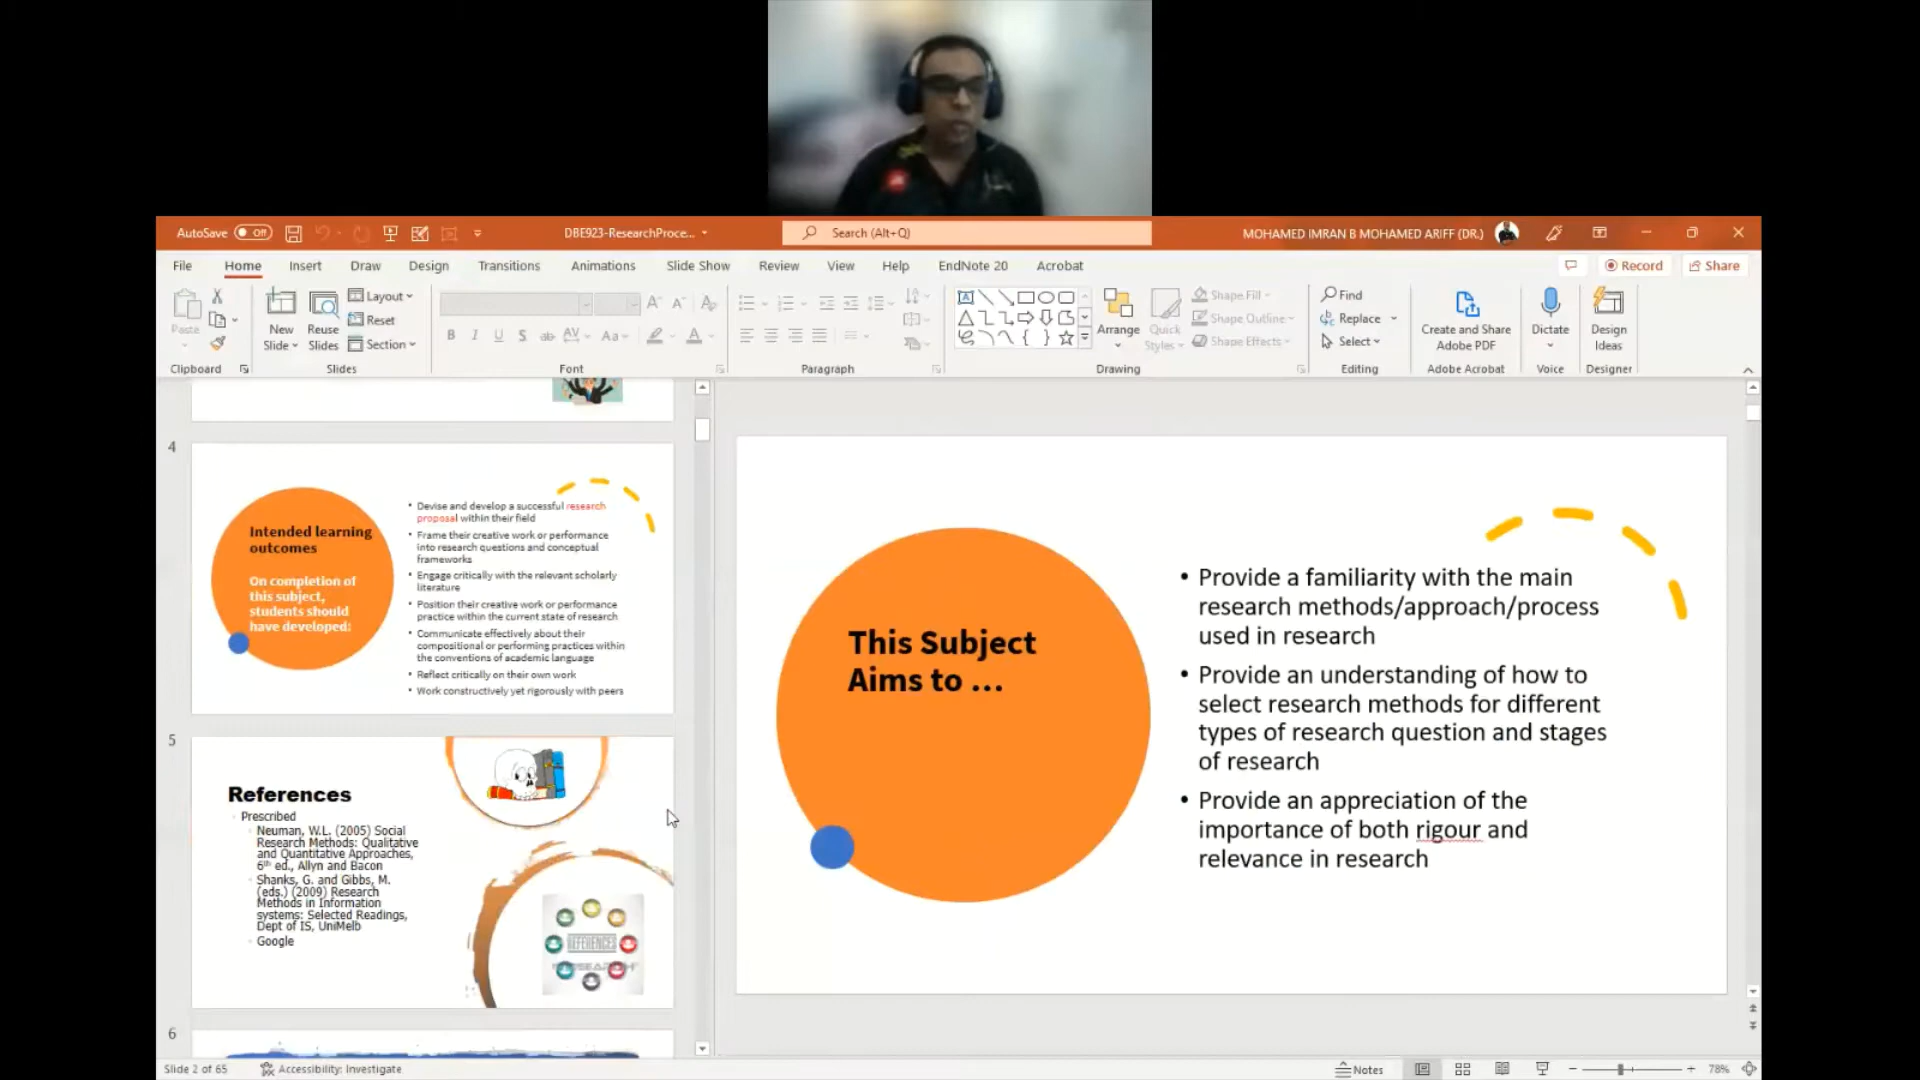 AutoSave Off
DBE923-ResearchProce...
Search (Alt+Q)
MOHAMED IMRAN B MOHAMED ARIFF (DR.)
File Home Insert Draw Design Transitions Animations Slide Show Review View Help EndNote 20 Acrobat
Record
Share
Paste
New
Slide
Reuse
Slides
Layout
Reset
Section
Arrange
Quick
Styles
Shape Fill
Shape Outline
Shape Effects
Find
Replace
Select
Create and Share
Adobe PDF
Dictate
Design
Ideas
Clipboard
Slides
Font
Paragraph
Drawing
Editing
Adobe Acrobat
Voice
Designer
4
Intended learning
outcomes
On completion of
this subject,
students should
have developed:
• Devise and develop a successful research
proposal within their field
• Frame their creative work or performance
into research questions and conceptual
frameworks
• Engage critically with the relevant scholarly
literature
• Position their creative work or performance
practice within the current state of research
• Communicate effectively about their
compositional or performing practices within
the conventions of academic language
• Reflect critically on their own work
• Work constructively yet rigorously with peers
5
References
Prescribed
Neuman, W.L. (2005) Social
Research Methods: Qualitative
and Quantitative Approaches,
6th ed., Allyn and Bacon
Shanks, G. and Gibbs, M.
(eds.) (2009) Research
Methods in Information
systems: Selected Readings,
Dept of IS, UniMelb
Google
REFERENCES
6
This Subject
Aims to ...
• Provide a familiarity with the main
research methods/approach/process
used in research
• Provide an understanding of how to
select research methods for different
types of research question and stages
of research
• Provide an appreciation of the
importance of both rigour and
relevance in research
Slide 2 of 65
Accessibility: Investigate
Notes
78%